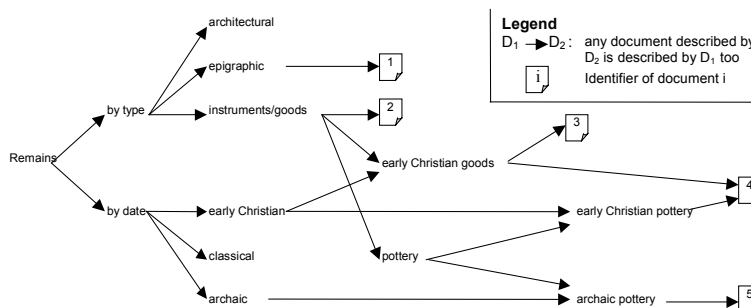 architectural
Legend
D1 → D2 : any document described by
D2 is described by D1 too
i Identifier of document i
epigraphic
1
by type
instruments/goods
2
3
Remains
early Christian goods
4
by date
early Christian
early Christian pottery
classical
pottery
archaic
archaic pottery
5